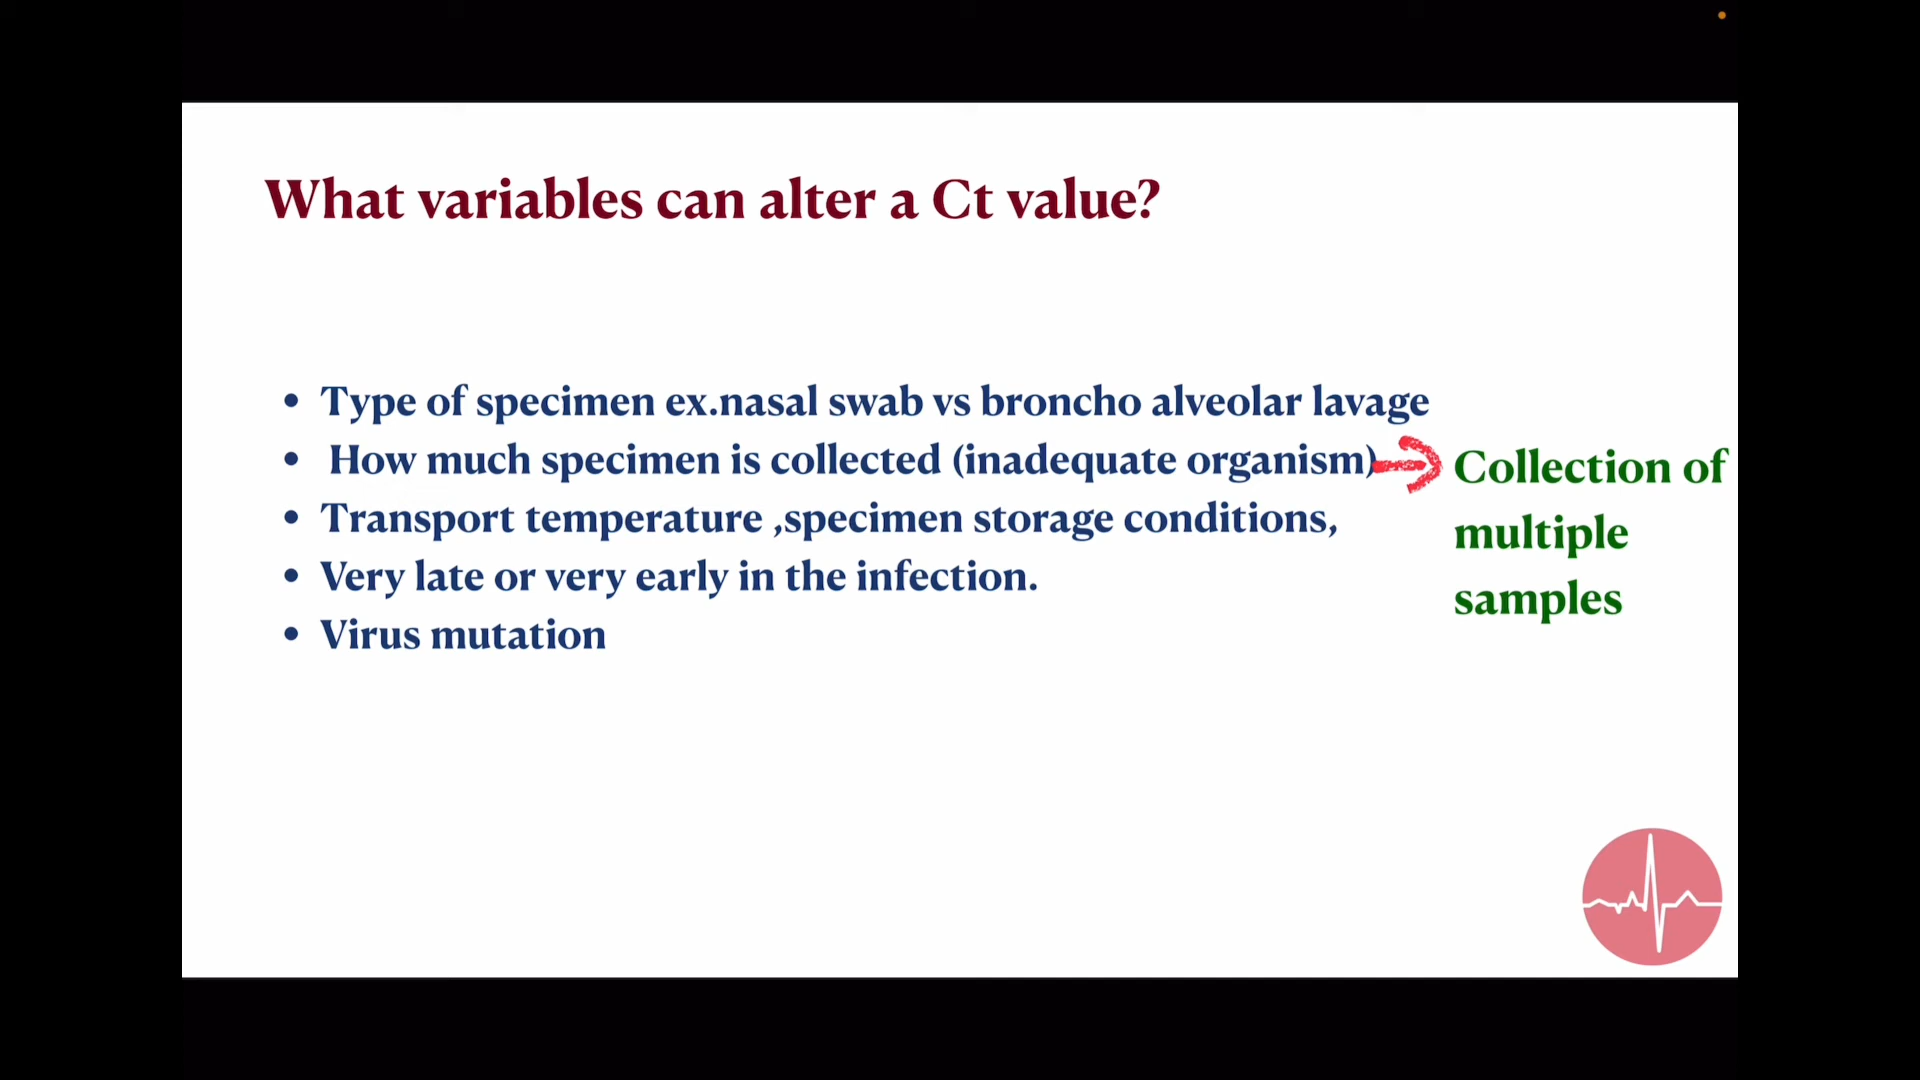 What variables can alter a Ct value?
• Type of specimen ex.nasal swab vs broncho alveolar lavage
• How much specimen is collected (inadequate organism)
• Transport temperature ,specimen storage conditions,
• Very late or very early in the infection.
• Virus mutation
Collection of
multiple
samples